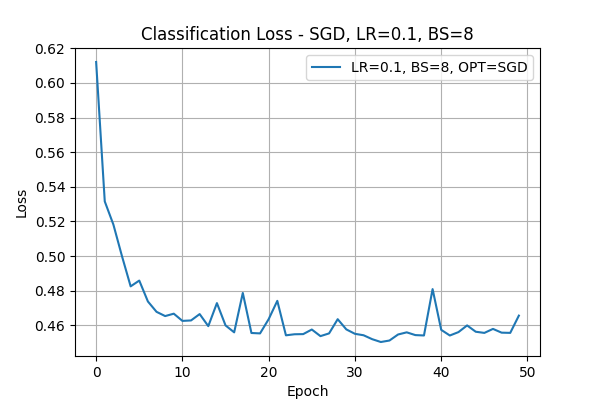 Classification Loss - SGD, LR=0.1, BS=8
LR=0.1, BS=8, OPT=SGD
0.62
0.60
0.58
0.56
0.54
0.52
0.50
0.48
0.46
Loss
0 10 20 30 40 50
Epoch